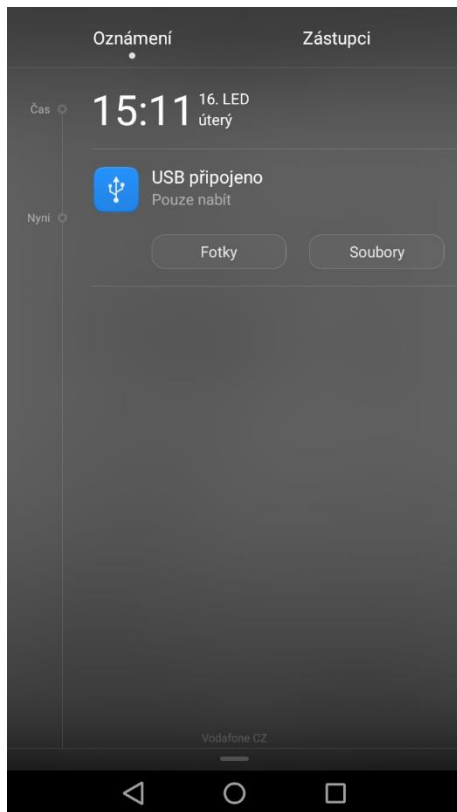 Oznámení Zástupci
Čas
15:11 16. LED
úterý
USB připojeno
Pouze nabít
Nyní
Fotky Soubory
Vodafone CZ